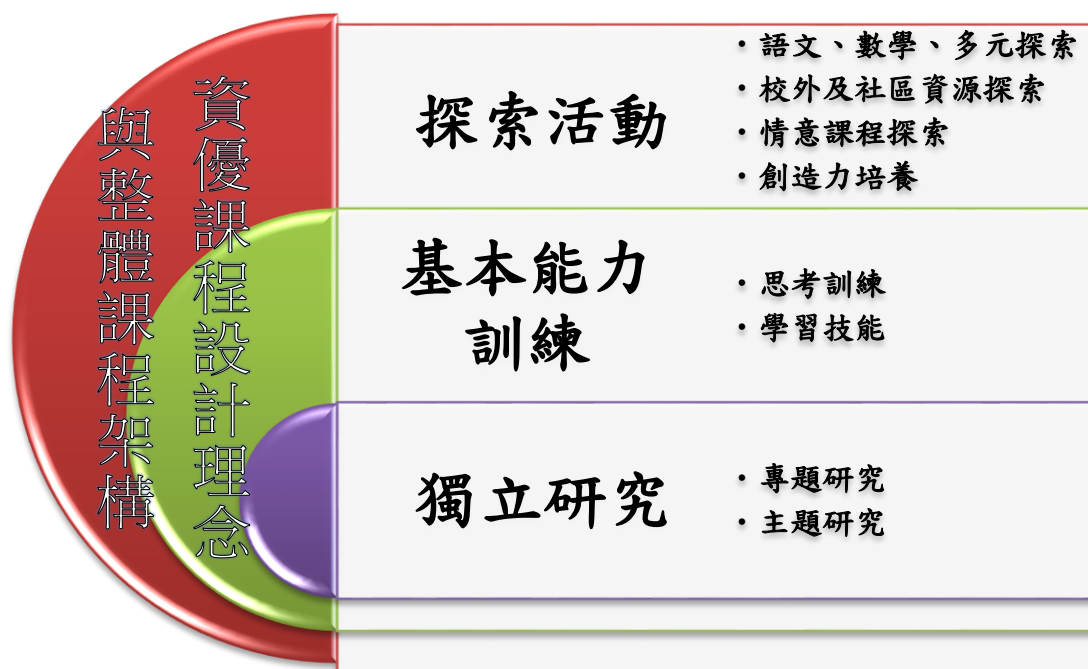 資優課程設計理念
與整體課程架構
探索活動
・語文、數學、多元探索
・校外及社區資源探索
・情意課程探索
・創造力培養
基本能力
訓練
・思考訓練
・學習技能
獨立研究
・專題研究
・主題研究